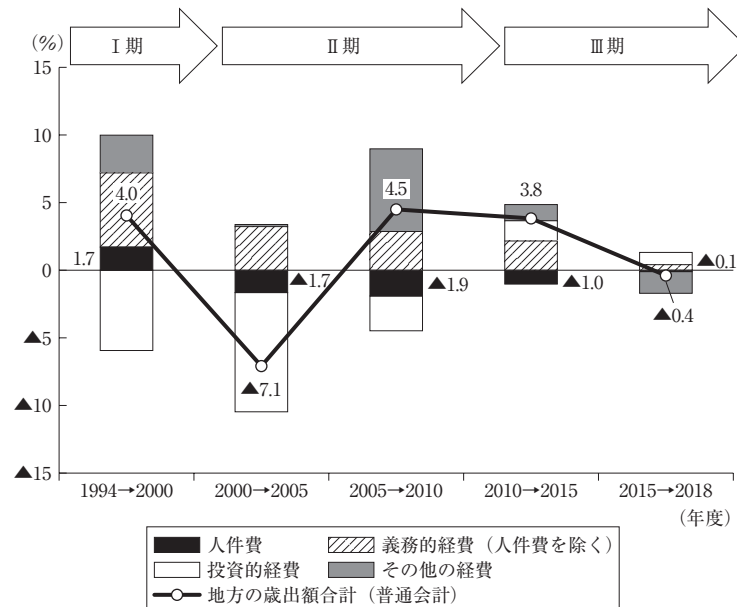 (%)
Ⅰ期
Ⅱ期
Ⅲ期
15
10
5
0
▲5
▲10
▲15
4.0
1.7
▲1.7
▲7.1
4.5
▲1.9
3.8
▲1.0
▲0.1
▲0.4
1994→2000
2000→2005
2005→2010
2010→2015
2015→2018
(年度)
人件費
義務的経費（人件費を除く）
投資的経費
その他の経費
地方の歳出額合計（普通会計）